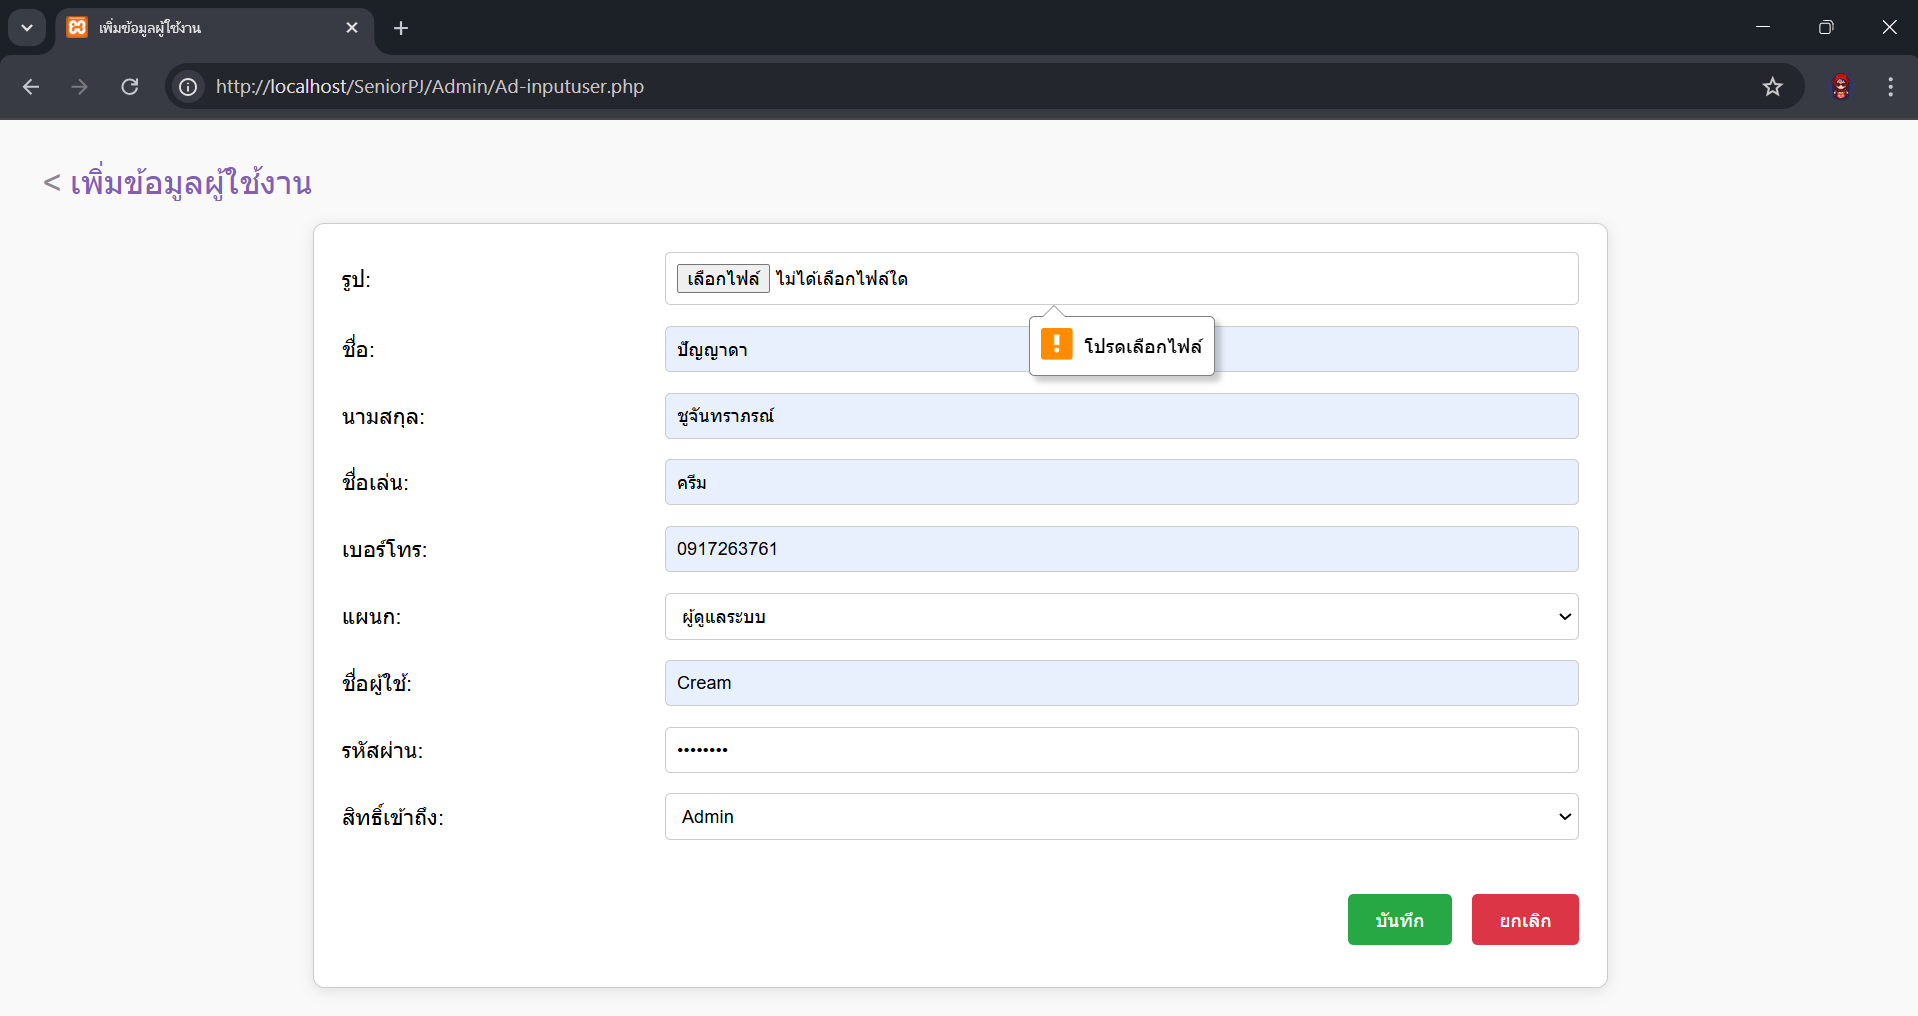 เพิ่มข้อมูลผู้ใช้งาน
http://localhost/SeniorPJ/Admin/Ad-inputuser.php
< เพิ่มข้อมูลผู้ใช้งาน
รูป: เลือกไฟล์ ไม่ได้เลือกไฟล์ใด
โปรดเลือกไฟล์
ชื่อ: ปัญญาดา
นามสกุล: ชูจันทราภรณ์
ชื่อเล่น: ครีม
เบอร์โทร: 0917263761
แผนก: ผู้ดูแลระบบ
ชื่อผู้ใช้: Cream
รหัสผ่าน: ••••••••
สิทธิ์เข้าถึง: Admin
บันทึก ยกเลิก